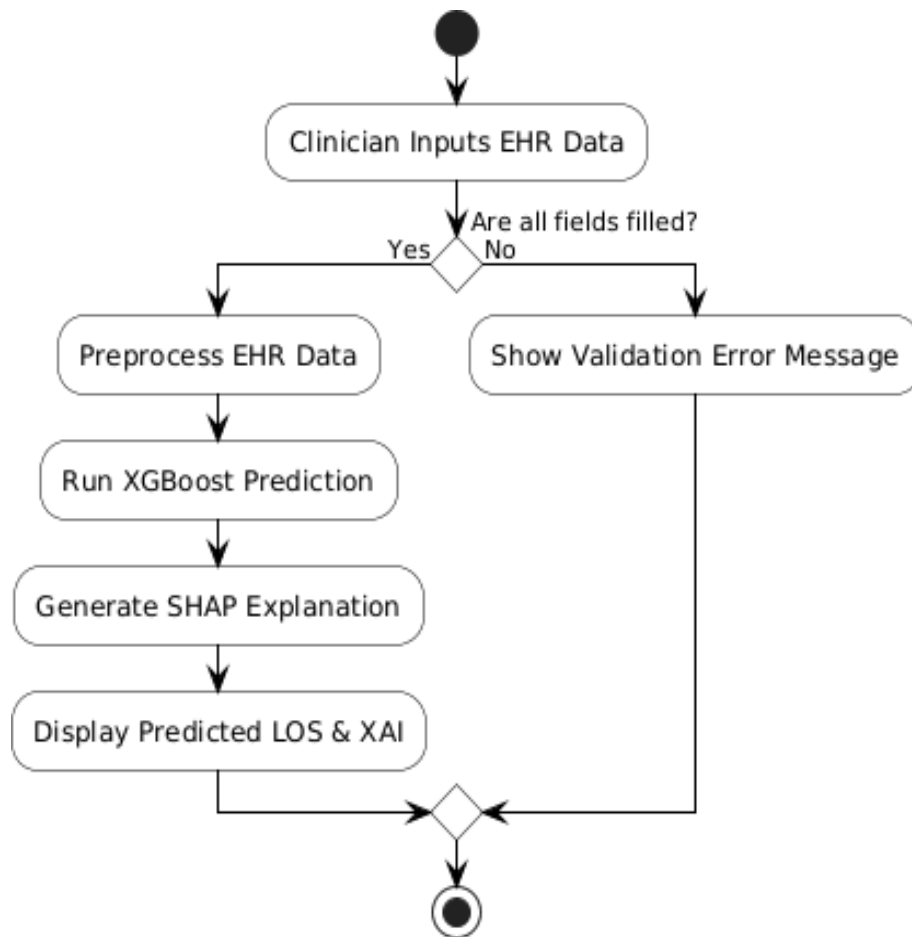 Clinician Inputs EHR Data
Are all fields filled?
Yes
No
Preprocess EHR Data
Show Validation Error Message
Run XGBoost Prediction
Generate SHAP Explanation
Display Predicted LOS & XAI